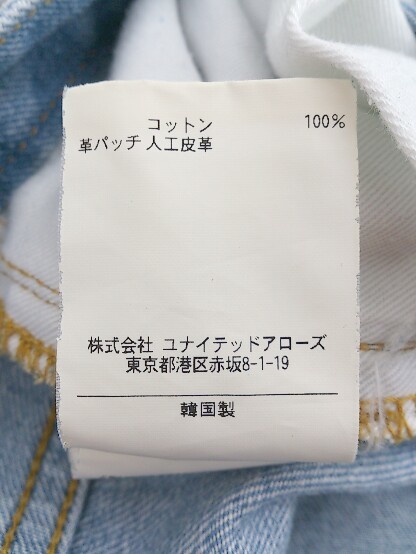 コットン 100%
革パッチ 人工皮革
株式会社 ユナイテッドアローズ
東京都港区赤坂8-1-19
韓国製